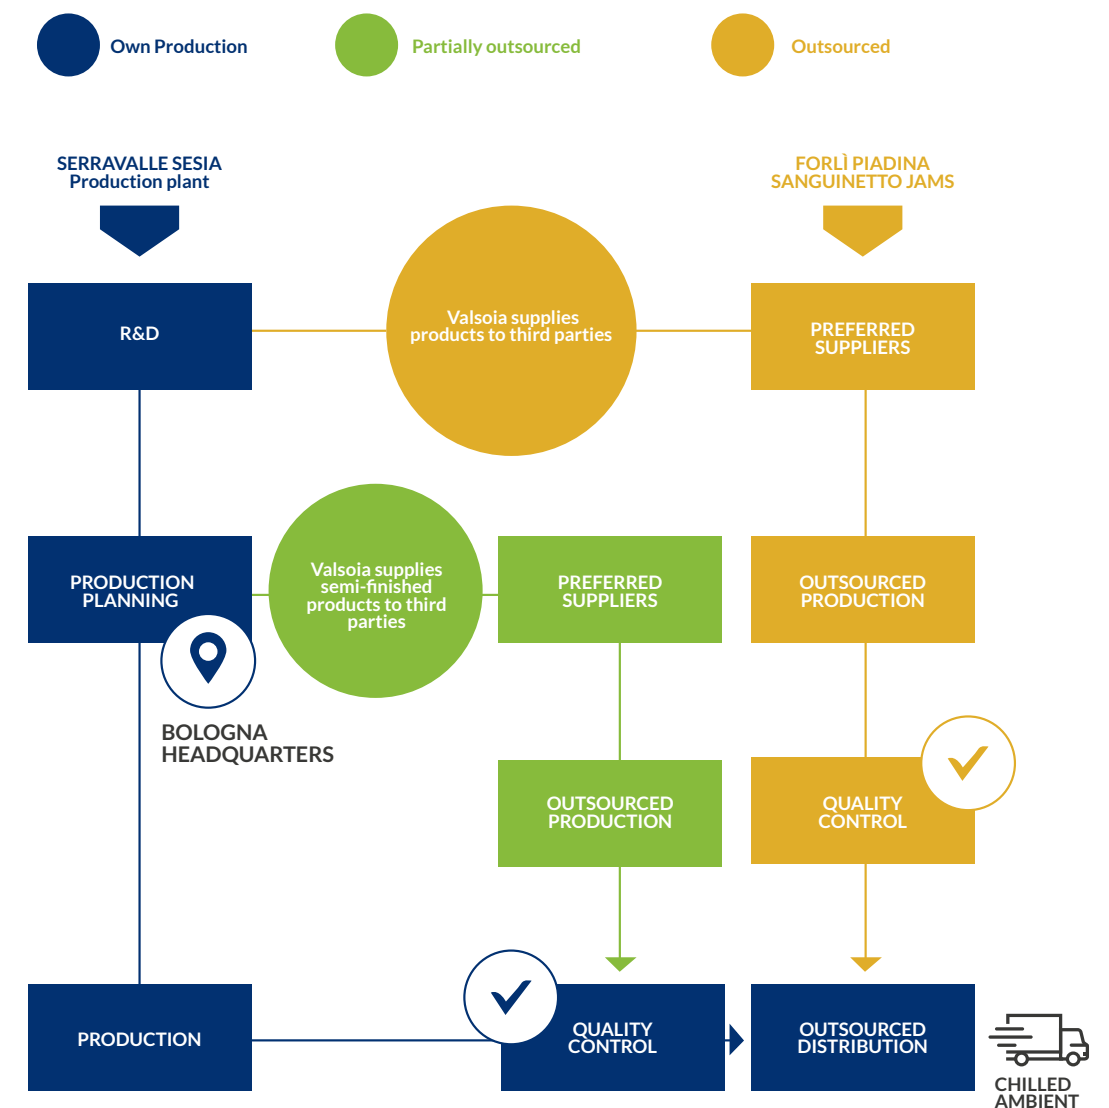 Own Production
Partially outsourced
Outsourced
SERRAVALLE SESIA
Production plant
FORLÌ PIADINA
SANGUINETTO JAMS
R&D
Valsoia supplies
products to third parties
PREFERRED
SUPPLIERS
PRODUCTION
PLANNING
Valsoia supplies
semi-finished
products to third
parties
PREFERRED
SUPPLIERS
OUTSOURCED
PRODUCTION
BOLOGNA
HEADQUARTERS
OUTSOURCED
PRODUCTION
QUALITY
CONTROL
PRODUCTION
QUALITY
CONTROL
OUTSOURCED
DISTRIBUTION
CHILLED
AMBIENT